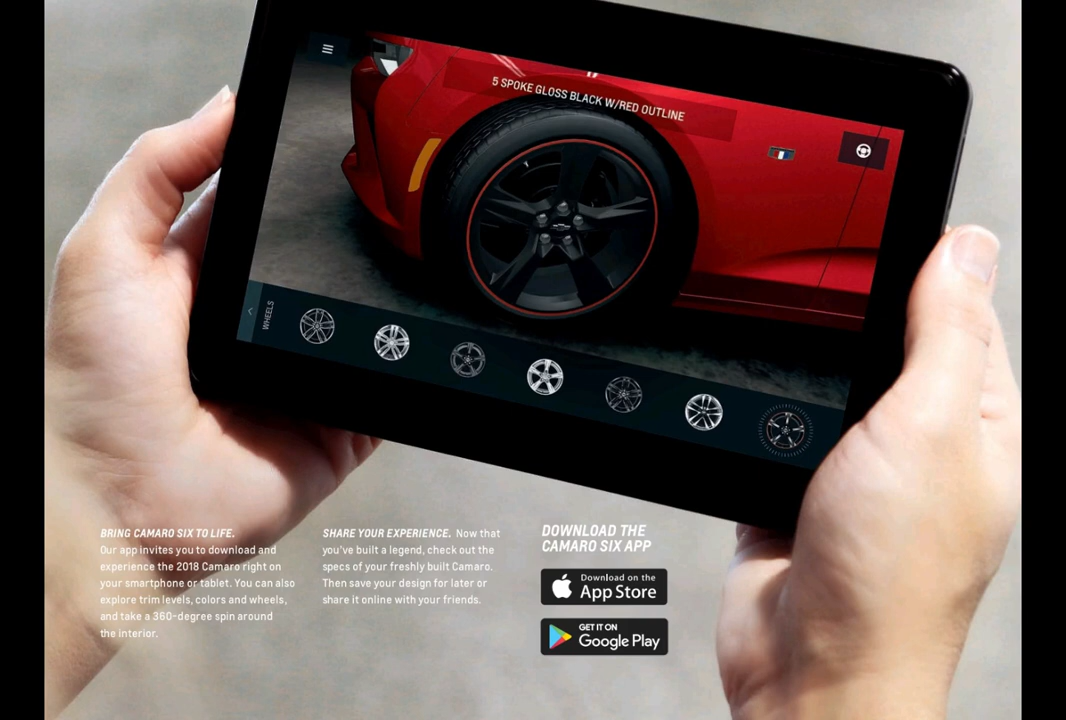 5 SPOKE GLOSS BLACK W/RED OUTLINE
WHEELS
BRING CAMARO SIX TO LIFE.
Our app invites you to download and
experience the 2018 Camaro right on
your smartphone or tablet. You can also
explore trim levels, colors and wheels,
and take a 360-degree spin around
the interior.
SHARE YOUR EXPERIENCE. Now that
you've built a legend, check out the
specs of your freshly built Camaro.
Then save your design for later or
share it online with your friends.
DOWNLOAD THE
CAMARO SIX APP
Download on the
App Store
GET IT ON
Google Play